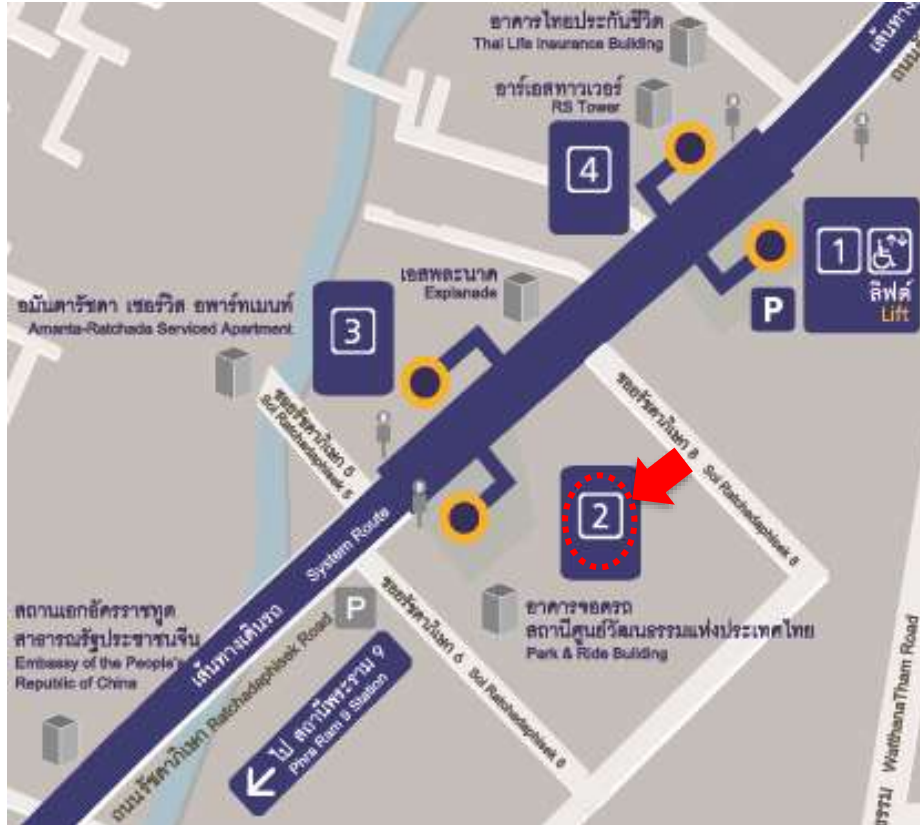 อาคารไทยประกันชีวิต
Thai Life Insurance Building
อาร์เอสทาวเวอร์
RS Tower
เส้นทาง
ถนน
4
1
ลิฟต์
Lift
P
เอสพละนาด
Esplanade
อมันตารัชดา เซอร์วิส อพาร์ทเมนท์
Amanta-Ratchada Serviced Apartment
3
ซอยรัชดาภิเษก 5
Soi Ratchadaphisek 5
ซอยรัชดาภิเษก 8 Soi Ratchadaphisek 8
2
System Route
เส้นทางเดินรถ
P
อาคารจอดรถ
สถานีศูนย์วัฒนธรรมแห่งประเทศไทย
Park & Ride Building
สถานเอกอัครราชทูต
สาธารณรัฐประชาชนจีน
Embassy of the People's
Republic of China
ซอยรัชดาภิเษก 6 Soi Ratchadaphisek 6
ถนนรัชดาภิเษก Ratchadaphisek Road
ไป สถานีพระราม 9
Phra Ram 9 Station
WatthanaTham Road